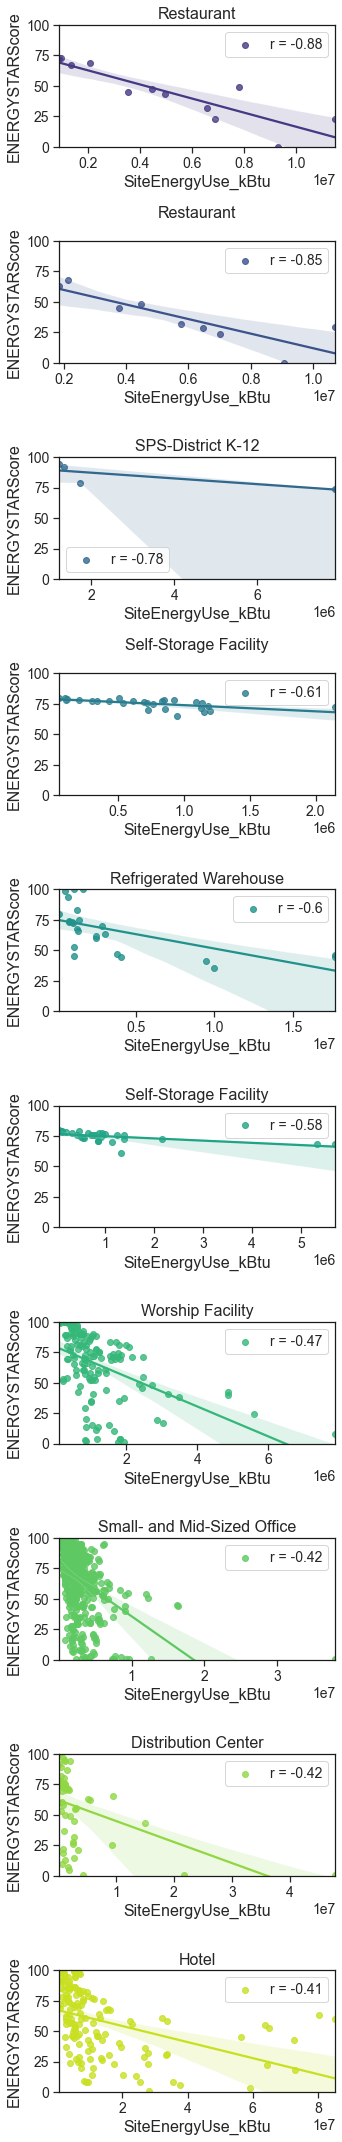 Restaurant
r = -0.88
ENERGYSTARScore
100
75
50
25
0
0.2 0.4 0.6 0.8 1.0
SiteEnergyUse_kBtu
1e7
Restaurant
r = -0.85
ENERGYSTARScore
100
75
50
25
0
0.2 0.4 0.6 0.8 1.0
SiteEnergyUse_kBtu
1e7
SPS-District K-12
ENERGYSTARScore
100
75
50
25
0
r = -0.78
2 4 6
SiteEnergyUse_kBtu
1e6
Self-Storage Facility
r = -0.61
ENERGYSTARScore
100
75
50
25
0
0.5 1.0 1.5 2.0
SiteEnergyUse_kBtu
1e6
Refrigerated Warehouse
r = -0.6
ENERGYSTARScore
100
75
50
25
0
0.5 1.0 1.5
SiteEnergyUse_kBtu
1e7
Self-Storage Facility
r = -0.58
ENERGYSTARScore
100
75
50
25
0
1 2 3 4 5
SiteEnergyUse_kBtu
1e6
Worship Facility
r = -0.47
ENERGYSTARScore
100
75
50
25
0
2 4 6
SiteEnergyUse_kBtu
1e6
Small- and Mid-Sized Office
r = -0.42
ENERGYSTARScore
100
75
50
25
0
1 2 3
SiteEnergyUse_kBtu
1e7
Distribution Center
r = -0.42
ENERGYSTARScore
100
75
50
25
0
1 2 3 4
SiteEnergyUse_kBtu
1e7
Hotel
r = -0.41
ENERGYSTARScore
100
75
50
25
0
2 4 6 8
SiteEnergyUse_kBtu
1e7